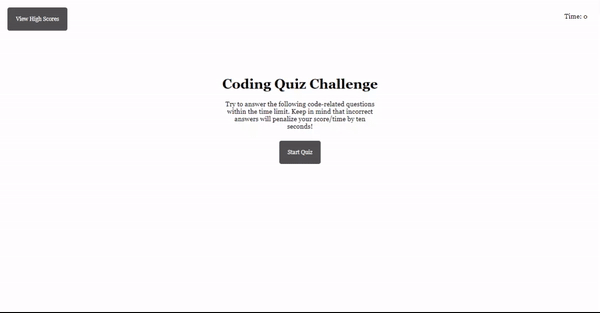 View High Scores
Time: 0
Coding Quiz Challenge
Try to answer the following code-related questions
within the time limit. Keep in mind that incorrect
answers will penalize your score/time by ten
seconds!
Start Quiz